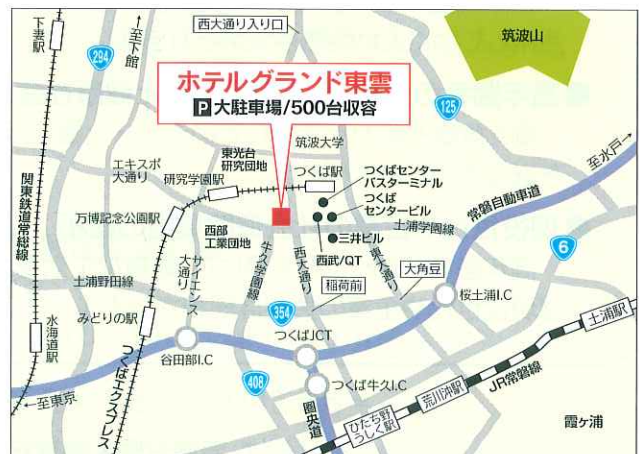 下妻駅
至下館
294
西大通り入り口
筑波山
ホテルグランド東雲
P大駐車場/500台収容
125
至水戸
筑波大学
東光台
研究団地
エキスポ
大通り
研究学園駅
つくば駅
つくばセンター
バスターミナル
つくば
センタービル
常磐自動車道
関東鉄道常総線
万博記念公園駅
西部
工業団地
土浦学園線
三井ビル
西武/QT
6
土浦野田線
サイエンス
大通り
牛久学園線
西大通り
東大通り
大角豆
稲荷前
354
桜土浦I.C
みどりの駅
水海道駅
谷田部I.C
つくばJCT
土浦駅
つくばエクスプレス
408
つくば牛久I.C
圏央道
荒川沖駅
JR常磐線
ひたち野
うしく駅
至東京
霞ヶ浦